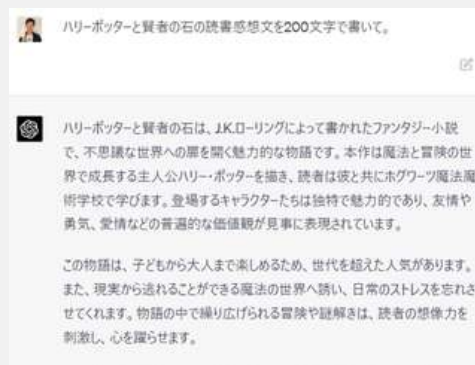 ハリーポッターと賢者の石の読書感想文を200文字で書いて。
ハリーポッターと賢者の石は、J.K.ローリングによって書かれたファンタジー小説
で、不思議な世界への扉を開く魅力的な物語です。本作は魔法と冒険の世
界で成長する主人公ハリー・ポッターを描き、読者は彼と共にホグワーツ魔法魔
術学校で学びます。登場するキャラクターたちは独特で魅力的であり、友情や
勇気、愛情などの普遍的な価値観が見事に表現されています。
この物語は、子どもから大人まで楽しめるため、世代を超えた人気があります。
また、現実から逃れることができる魔法の世界へ誘い、日常のストレスを忘れさ
せてくれます。物語の中で繰り広げられる冒険や謎解きは、読者の想像力を
刺激し、心を躍らせます。